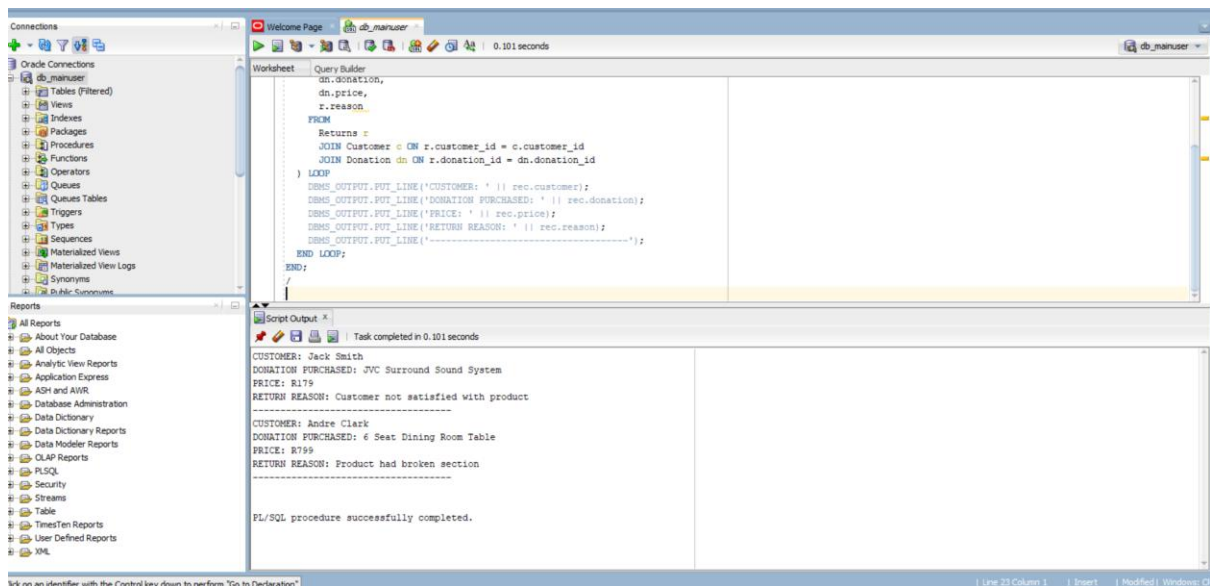 Connections
Oracle Connections
db_mainuser
Tables (Filtered)
Views
Indexes
Packages
Procedures
Functions
Operators
Queues
Queues Tables
Triggers
Types
Sequences
Materialized Views
Materialized View Logs
Synonyms
Public Synonyms
Reports
All Reports
About Your Database
All Objects
Analytic View Reports
Application Express
ASH and AWR
Database Administration
Data Dictionary
Data Dictionary Reports
Data Modeler Reports
OLAP Reports
PLSQL
Security
Streams
Table
TimesTen Reports
User Defined Reports
XML
Welcome Page db_mainuser
0.101 seconds
db_mainuser
Worksheet Query Builder
dn.donation,
dn.price,
r.reason
FROM
Returns r
JOIN Customer c ON r.customer_id = c.customer_id
JOIN Donation dn ON r.donation_id = dn.donation_id
) LOOP
DBMS_OUTPUT.PUT_LINE('CUSTOMER: ' || rec.customer);
DBMS_OUTPUT.PUT_LINE('DONATION PURCHASED: ' || rec.donation);
DBMS_OUTPUT.PUT_LINE('PRICE: ' || rec.price);
DBMS_OUTPUT.PUT_LINE('RETURN REASON: ' || rec.reason);
DBMS_OUTPUT.PUT_LINE('------------------------------------');
END LOOP;
END;
/
Script Output
Task completed in 0.101 seconds
CUSTOMER: Jack Smith
DONATION PURCHASED: JVC Surround Sound System
PRICE: R179
RETURN REASON: Customer not satisfied with product
------------------------------------
CUSTOMER: Andre Clark
DONATION PURCHASED: 6 Seat Dining Room Table
PRICE: R799
RETURN REASON: Product had broken section
------------------------------------
PL/SQL procedure successfully completed.
on an identifier with the Control key down to perform "Go to Declaration"
Line 23 Column 1 | Insert | Modified | Windows: